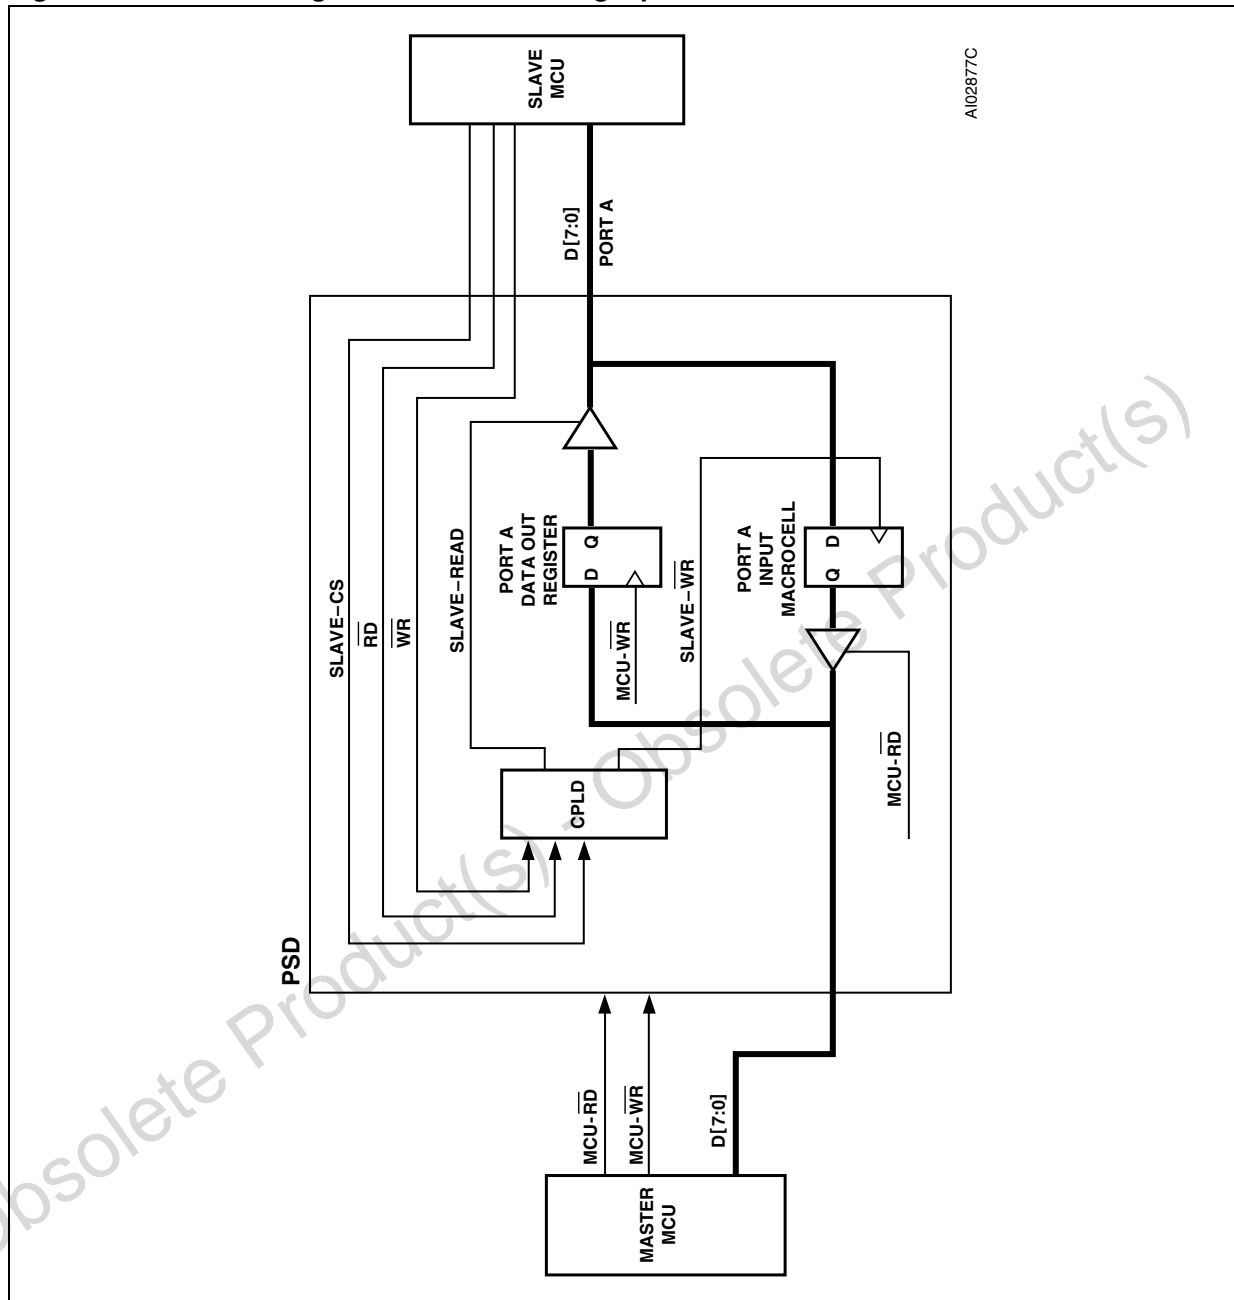 SLAVE
MCU
AI02877C
D[7:0]
PORT A
SLAVE–CS
RD
WR
SLAVE–READ
PORT A
DATA OUT
REGISTER
D Q
MCU-WR
SLAVE–WR
PORT A
INPUT
MACROCELL
Q D
MCU-RD
CPLD
PSD
MCU-RD
MCU-WR
D[7:0]
MASTER
MCU
Obsolete Product(s) - Obsolete Product(s)